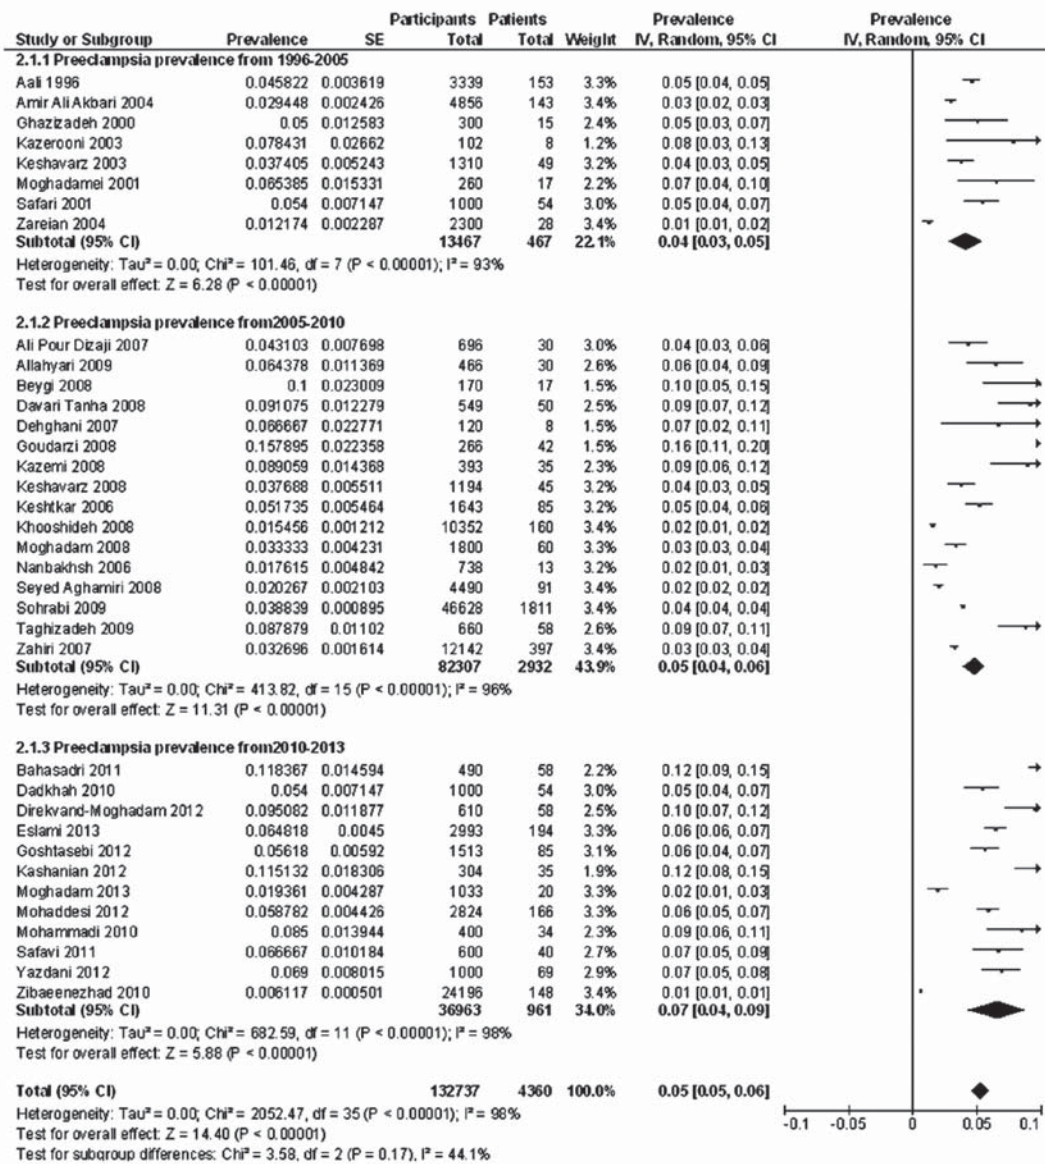 Participants Patients Prevalence Prevalence
Study or Subgroup Prevalence SE Total Total Weight IV, Random, 95% CI IV, Random, 95% CI
2.1.1 Preeclampsia prevalence from 1996-2005
Aali 1996 0.045822 0.003619 3339 153 3.3% 0.05 [0.04, 0.05]
Amir Ali Akbari 2004 0.029448 0.002426 4856 143 3.4% 0.03 [0.02, 0.03]
Ghazizadeh 2000 0.05 0.012583 300 15 2.4% 0.05 [0.03, 0.07]
Kazerooni 2003 0.078431 0.02662 102 8 1.2% 0.08 [0.03, 0.13]
Keshavarz 2003 0.037405 0.005243 1310 49 3.2% 0.04 [0.03, 0.05]
Moghadamei 2001 0.065385 0.015331 260 17 2.2% 0.07 [0.04, 0.10]
Safari 2001 0.054 0.007147 1000 54 3.0% 0.05 [0.04, 0.07]
Zareian 2004 0.012174 0.002287 2300 28 3.4% 0.01 [0.01, 0.02]
Subtotal (95% CI) 13467 467 22.1% 0.04 [0.03, 0.05]
Heterogeneity: Tau² = 0.00; Chi² = 101.46, df = 7 (P < 0.00001); I² = 93%
Test for overall effect: Z = 6.28 (P < 0.00001)
2.1.2 Preeclampsia prevalence from2005-2010
Ali Pour Dizaji 2007 0.043103 0.007698 696 30 3.0% 0.04 [0.03, 0.06]
Allahyari 2009 0.064378 0.011369 466 30 2.6% 0.06 [0.04, 0.09]
Beygi 2008 0.1 0.023009 170 17 1.5% 0.10 [0.05, 0.15]
Davari Tanha 2008 0.091075 0.012279 549 50 2.5% 0.09 [0.07, 0.12]
Dehghani 2007 0.066667 0.022771 120 8 1.5% 0.07 [0.02, 0.11]
Goudarzi 2008 0.157895 0.022358 266 42 1.5% 0.16 [0.11, 0.20]
Kazemi 2008 0.089059 0.014368 393 35 2.3% 0.09 [0.06, 0.12]
Keshavarz 2008 0.037688 0.005511 1194 45 3.2% 0.04 [0.03, 0.05]
Keshtkar 2006 0.051735 0.005464 1643 85 3.2% 0.05 [0.04, 0.06]
Khooshideh 2008 0.015456 0.001212 10352 160 3.4% 0.02 [0.01, 0.02]
Moghadam 2008 0.033333 0.004231 1800 60 3.3% 0.03 [0.03, 0.04]
Nanbakhsh 2006 0.017615 0.004842 738 13 3.2% 0.02 [0.01, 0.03]
Seyed Aghamiri 2008 0.020267 0.002103 4490 91 3.4% 0.02 [0.02, 0.02]
Sohrabi 2009 0.038839 0.000895 46628 1811 3.4% 0.04 [0.04, 0.04]
Taghizadeh 2009 0.087879 0.01102 660 58 2.6% 0.09 [0.07, 0.11]
Zahiri 2007 0.032696 0.001614 12142 397 3.4% 0.03 [0.03, 0.04]
Subtotal (95% CI) 82307 2932 43.9% 0.05 [0.04, 0.06]
Heterogeneity: Tau² = 0.00; Chi² = 413.82, df = 15 (P < 0.00001); I² = 96%
Test for overall effect: Z = 11.31 (P < 0.00001)
2.1.3 Preeclampsia prevalence from2010-2013
Bahasadri 2011 0.118367 0.014594 490 58 2.2% 0.12 [0.09, 0.15]
Dadkhah 2010 0.054 0.007147 1000 54 3.0% 0.05 [0.04, 0.07]
Direkvand-Moghadam 2012 0.095082 0.011877 610 58 2.5% 0.10 [0.07, 0.12]
Eslami 2013 0.064818 0.0045 2993 194 3.3% 0.06 [0.06, 0.07]
Goshtasebi 2012 0.05618 0.00592 1513 85 3.1% 0.06 [0.04, 0.07]
Kashanian 2012 0.115132 0.018306 304 35 1.9% 0.12 [0.08, 0.15]
Moghadam 2013 0.019361 0.004287 1033 20 3.3% 0.02 [0.01, 0.03]
Mohaddesi 2012 0.058782 0.004426 2824 166 3.3% 0.06 [0.05, 0.07]
Mohammadi 2010 0.085 0.013944 400 34 2.3% 0.09 [0.06, 0.11]
Safavi 2011 0.066667 0.010184 600 40 2.7% 0.07 [0.05, 0.09]
Yazdani 2012 0.069 0.008015 1000 69 2.9% 0.07 [0.05, 0.08]
Zibaeenezhad 2010 0.006117 0.000501 24196 148 3.4% 0.01 [0.01, 0.01]
Subtotal (95% CI) 36963 961 34.0% 0.07 [0.04, 0.09]
Heterogeneity: Tau² = 0.00; Chi² = 682.59, df = 11 (P < 0.00001); I² = 98%
Test for overall effect: Z = 5.88 (P < 0.00001)
Total (95% CI) 132737 4360 100.0% 0.05 [0.05, 0.06]
Heterogeneity: Tau² = 0.00; Chi² = 2052.47, df = 35 (P < 0.00001); I² = 98%
Test for overall effect: Z = 14.40 (P < 0.00001)
Test for subgroup differences: Chi² = 3.58, df = 2 (P = 0.17), I² = 44.1%
-0.1 -0.05 0 0.05 0.1